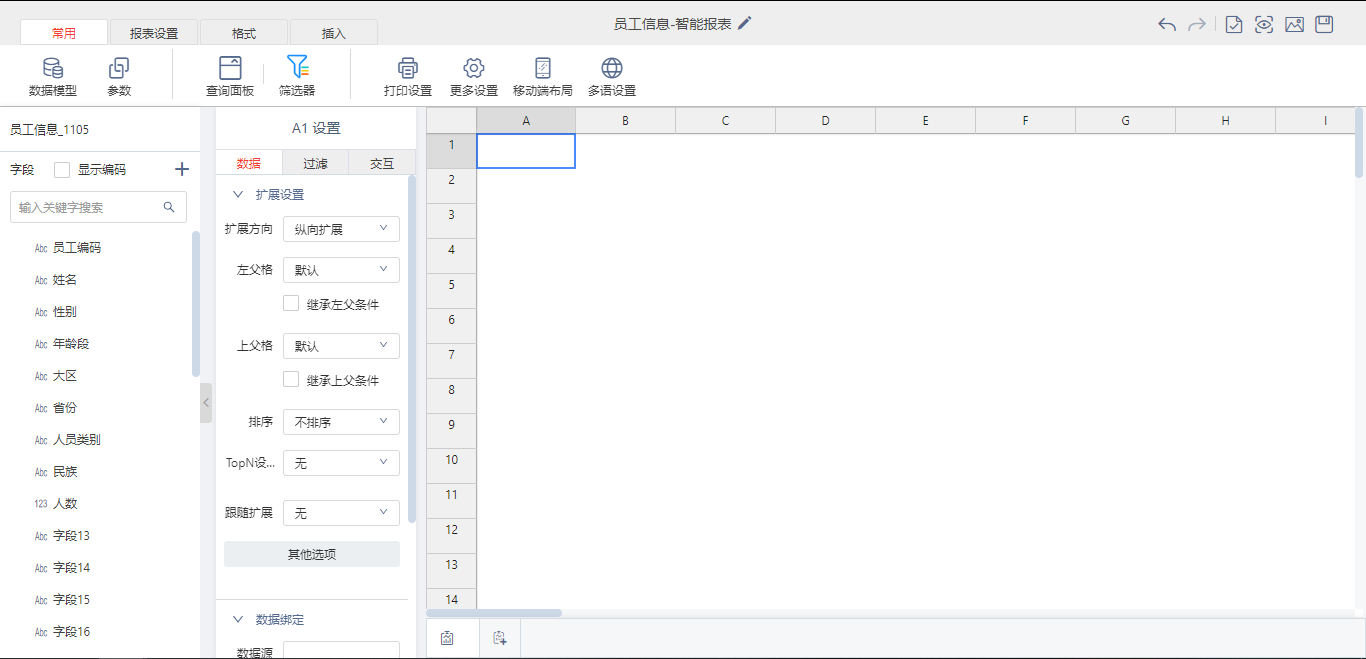 员工信息-智能报表
常用 报表设置 格式 插入
数据模型 参数 查询面板 筛选器 打印设置 更多设置 移动端布局 多语设置
员工信息_1105
字段 显示编码
输入关键字搜索
Abc 员工编码
Abc 姓名
Abc 性别
Abc 年龄段
Abc 大区
Abc 省份
Abc 人员类别
Abc 民族
123 人数
Abc 字段13
Abc 字段14
Abc 字段15
Abc 字段16
A1 设置
数据 过滤 交互
扩展设置
扩展方向 纵向扩展
左父格 默认
继承左父条件
上父格 默认
继承上父条件
排序 不排序
TopN设... 无
跟随扩展 无
其他选项
数据绑定
数据源
A B C D E F G H I
1
2
3
4
5
6
7
8
9
10
11
12
13
14